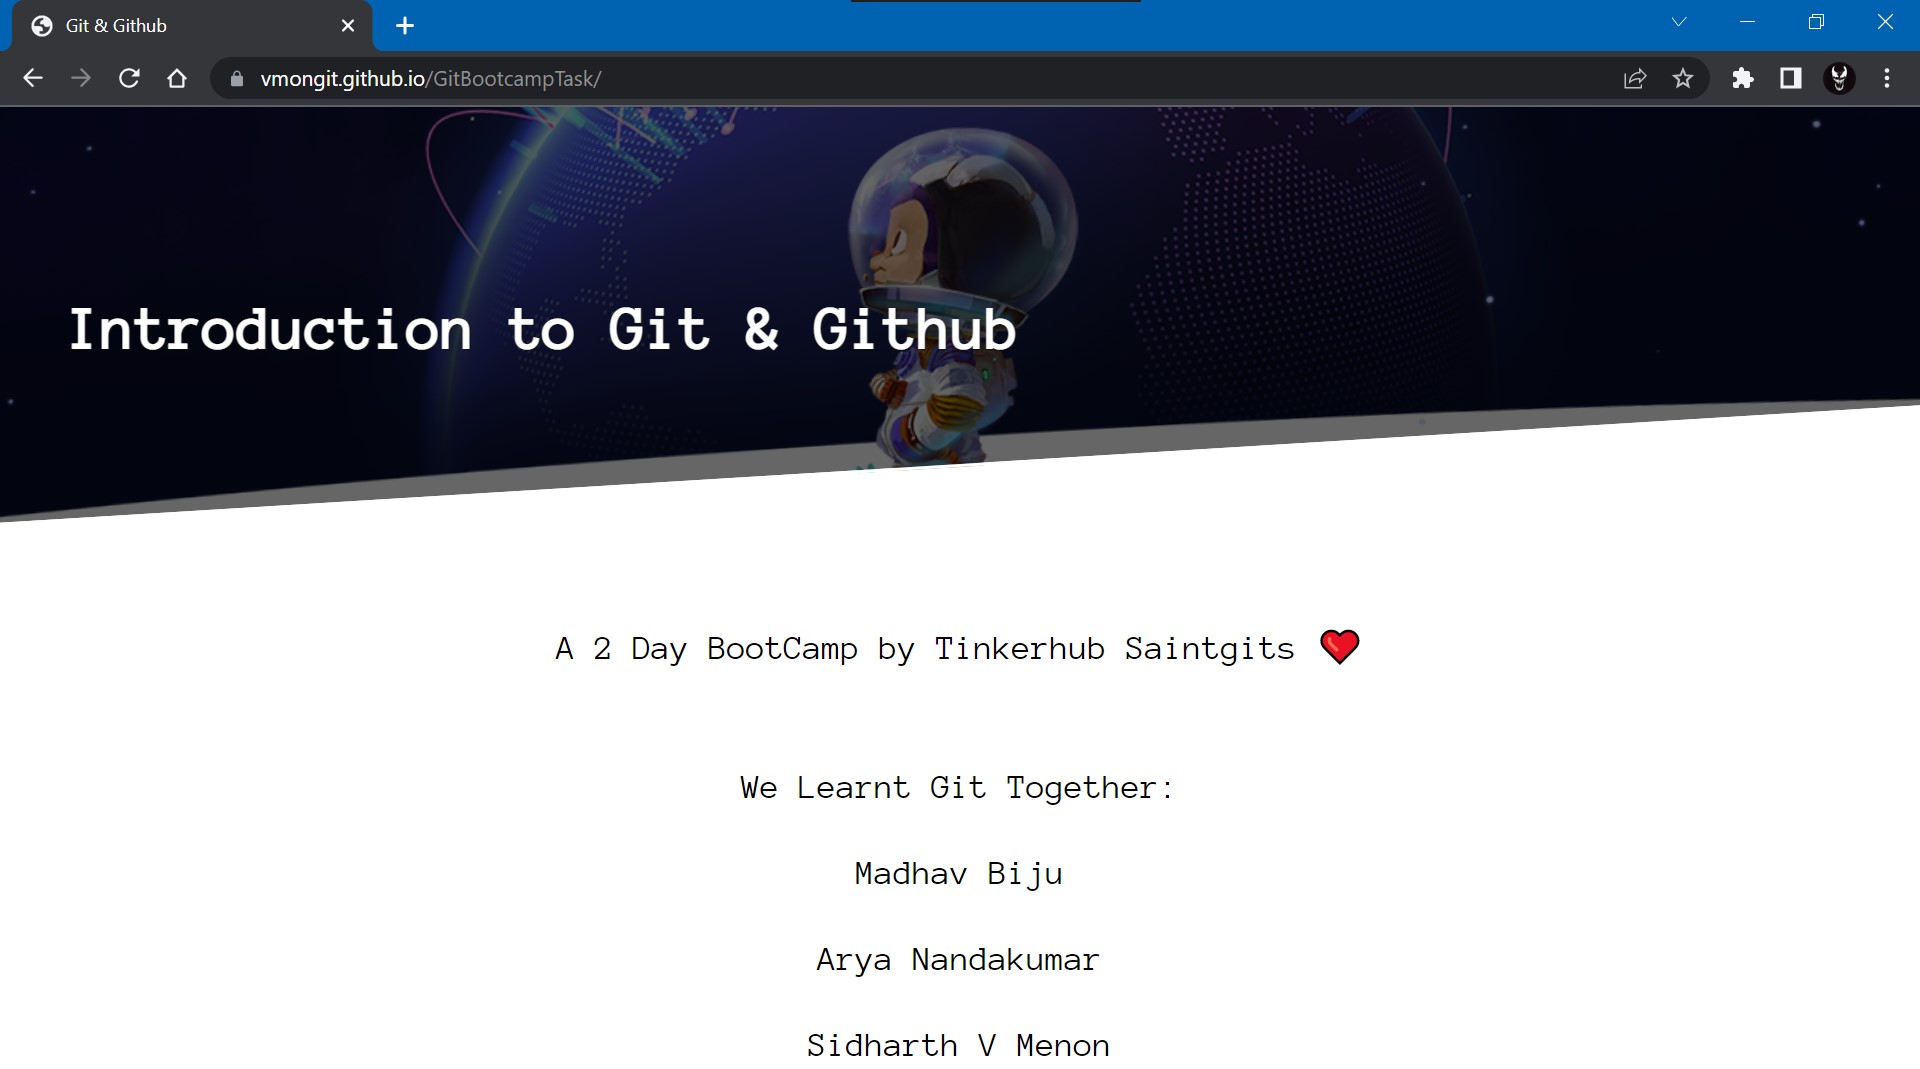 Git & Github
vmongit.github.io/GitBootcampTask/
Introduction to Git & Github
A 2 Day BootCamp by Tinkerhub Saintgits ❤️
We Learnt Git Together:
Madhav Biju
Arya Nandakumar
Sidharth V Menon